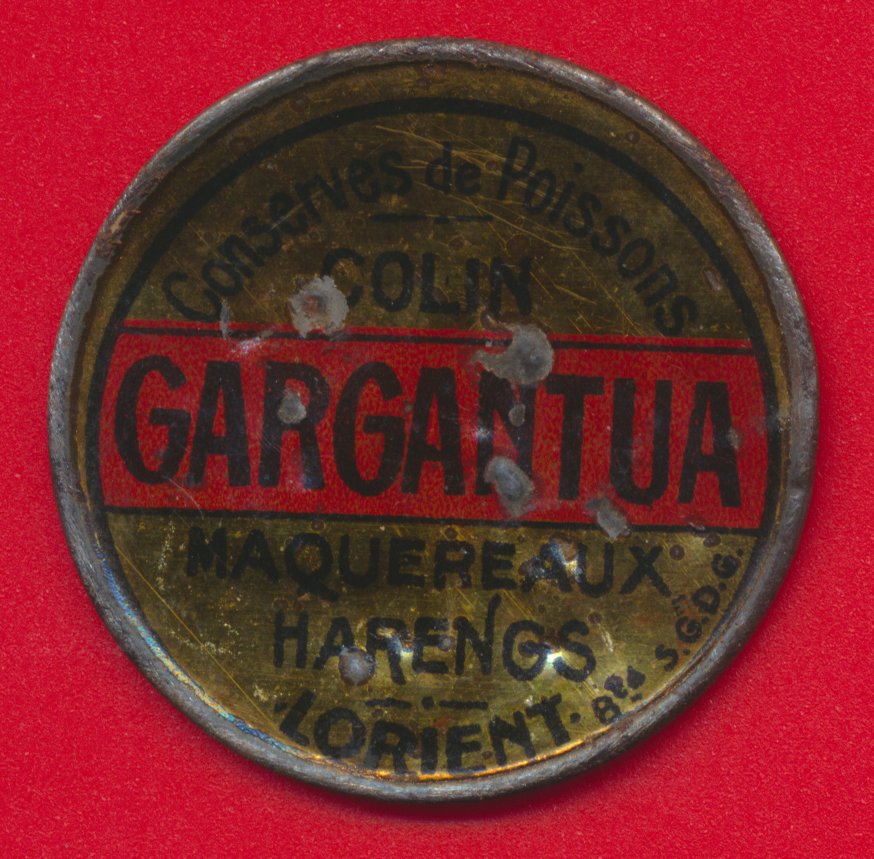 Conserves de Poissons
COLIN
GARGANTUA
MAQUEREAUX
HARENGS
LORIENT
Bté S.G.D.G.